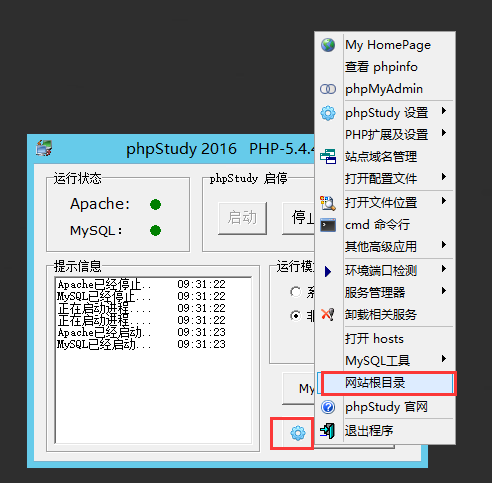 My HomePage
查看 phpinfo
phpMyAdmin
phpStudy 设置
PHP扩展及设置
站点域名管理
打开配置文件
打开文件位置
cmd 命令行
其他高级应用
环境端口检测
服务管理器
卸载相关服务
打开 hosts
MySQL工具
网站根目录
phpStudy 官网
退出程序
phpStudy 2016 PHP-5.4.4
运行状态
Apache:
MySQL:
phpStudy 启停
启动
停止
提示信息
Apache已经停止.. 09:31:22
MySQL已经停止... 09:31:22
正在启动进程.... 09:31:22
正在启动进程.... 09:31:22
Apache已经启动.. 09:31:23
MySQL已经启动... 09:31:23
运行模
系
非
My